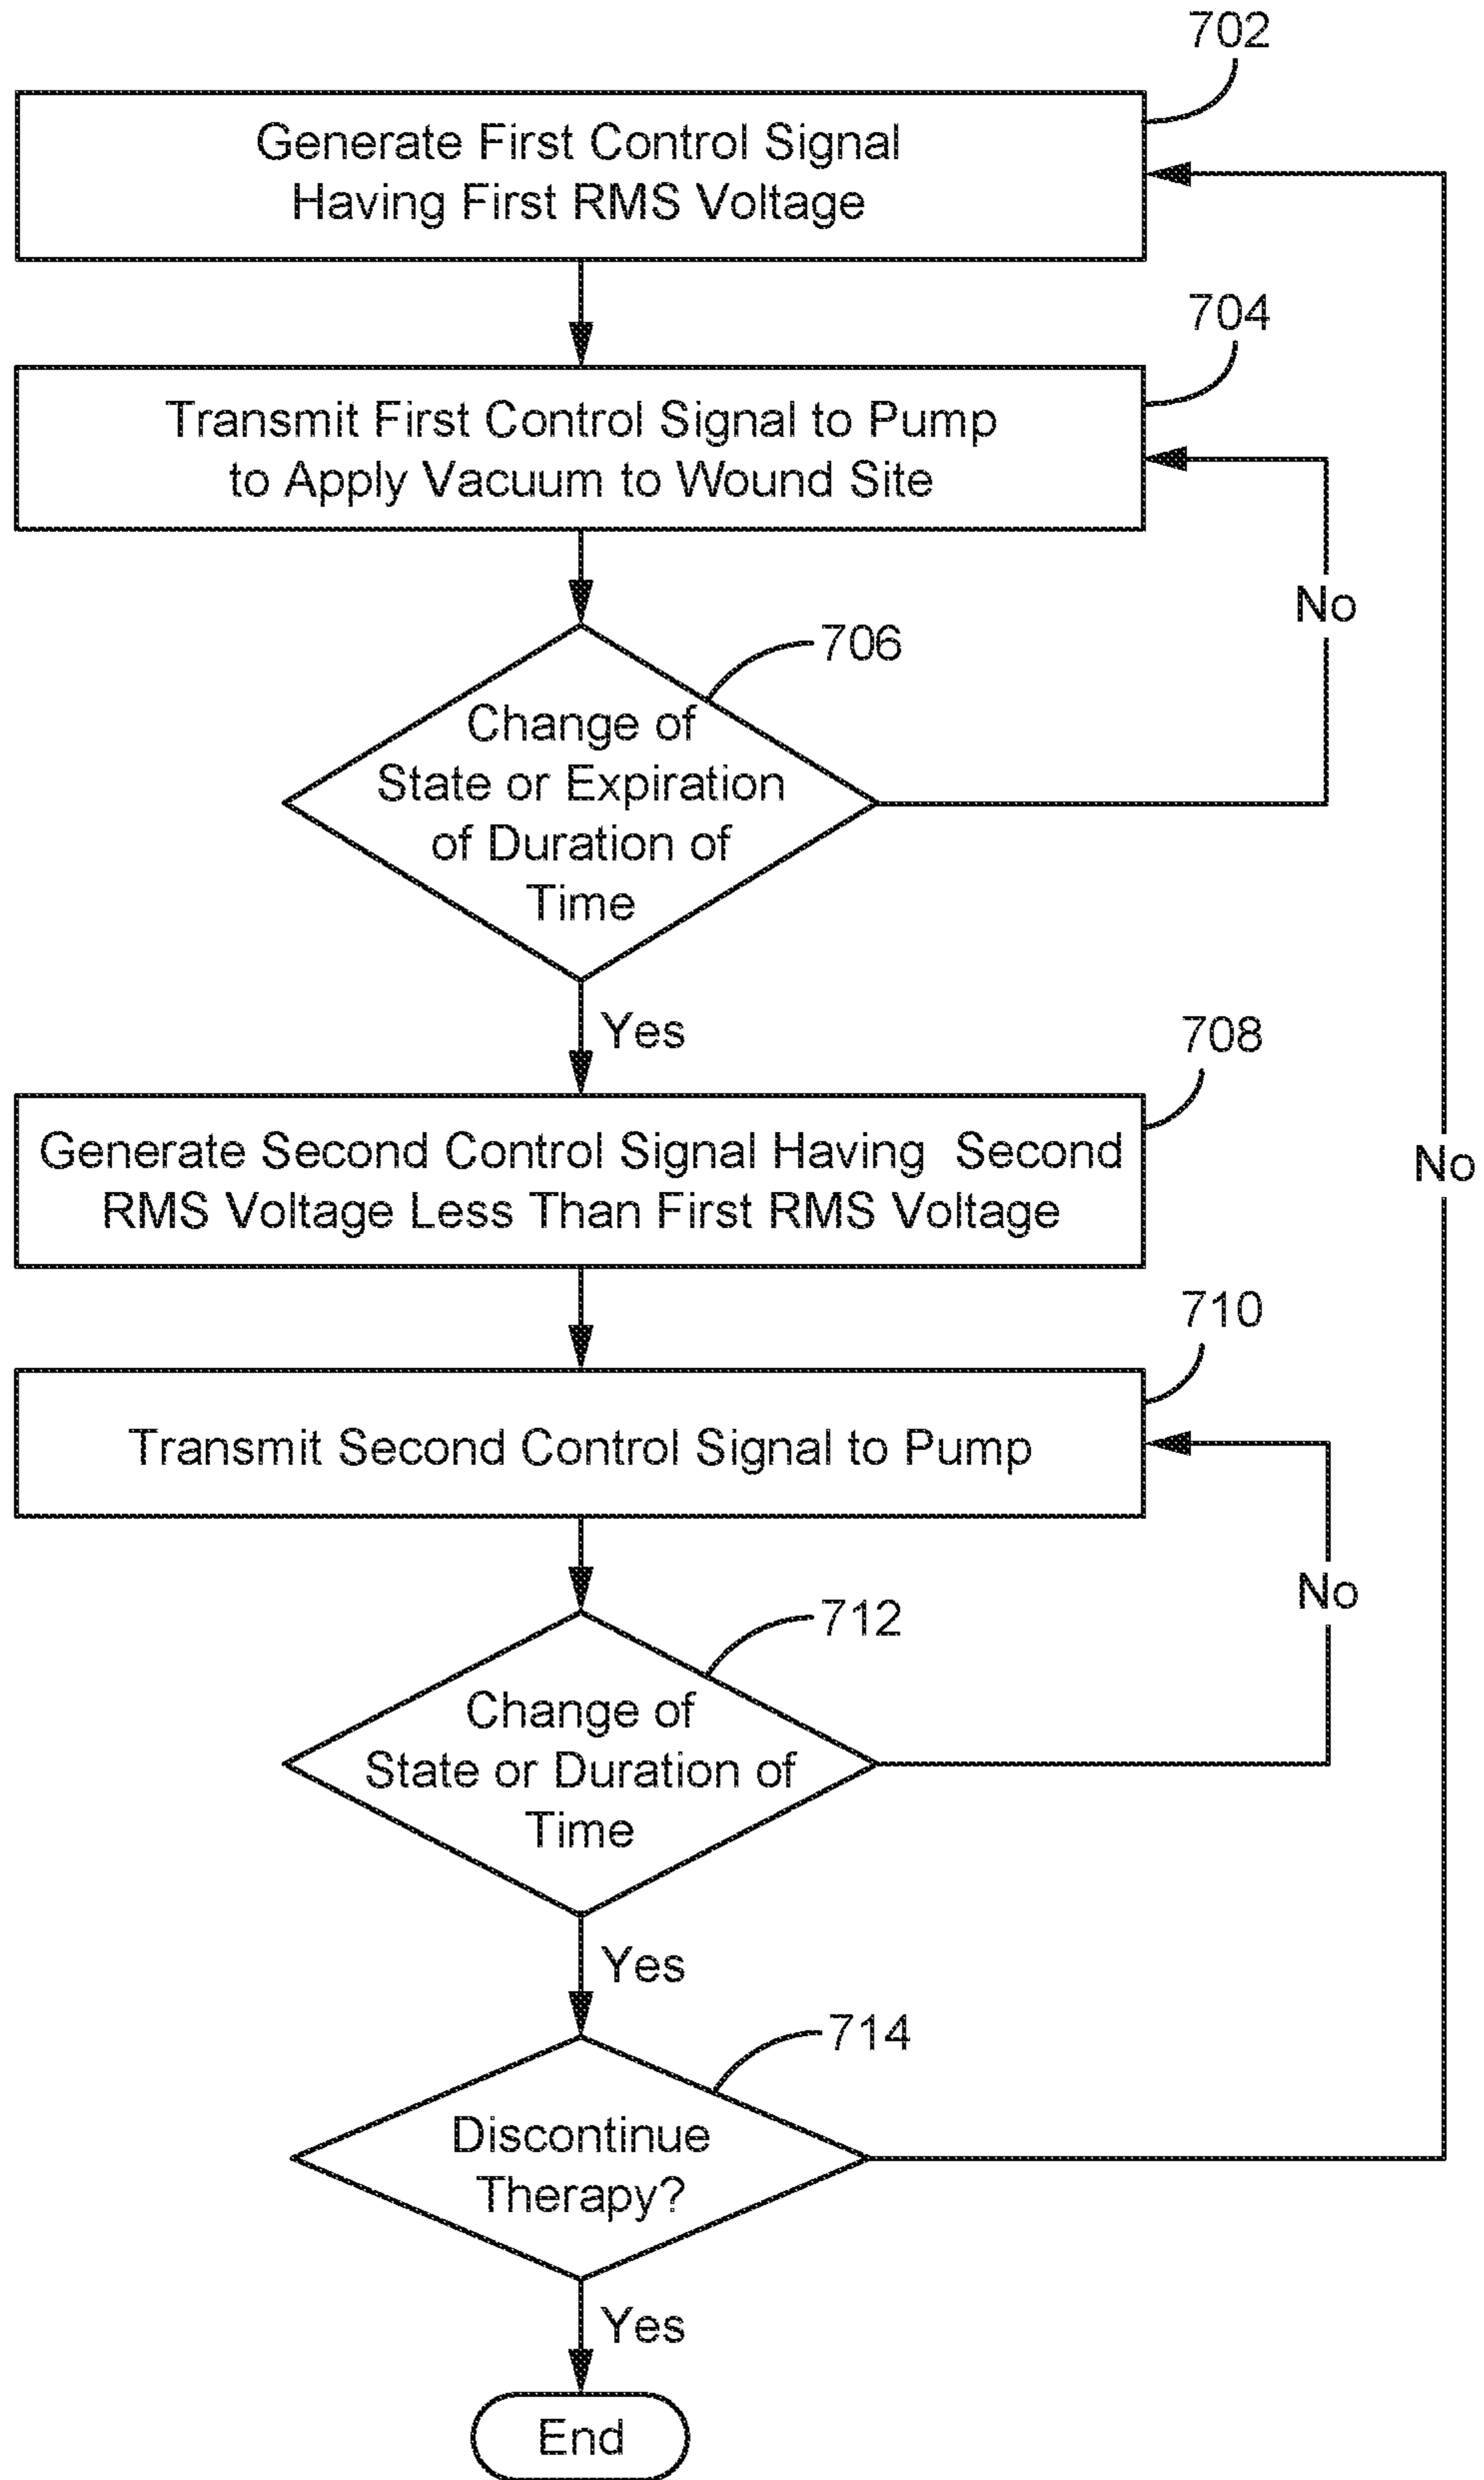 702
Generate First Control Signal
Having First RMS Voltage
704
Transmit First Control Signal to Pump
to Apply Vacuum to Wound Site
No
706
Change of
State or Expiration
of Duration of
Time
Yes
708
Generate Second Control Signal Having Second
RMS Voltage Less Than First RMS Voltage
No
710
Transmit Second Control Signal to Pump
No
712
Change of
State or Duration of
Time
Yes
714
Discontinue
Therapy?
Yes
End